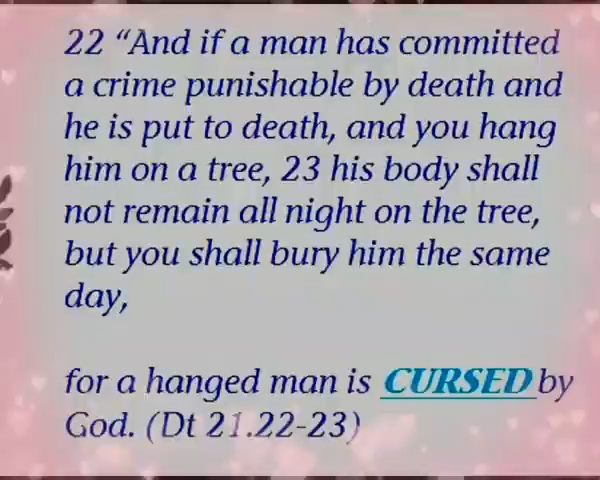 22 “And if a man has committed
a crime punishable by death and
he is put to death, and you hang
him on a tree, 23 his body shall
not remain all night on the tree,
but you shall bury him the same
day,
for a hanged man is CURSED by
God. (Dt 21.22-23)